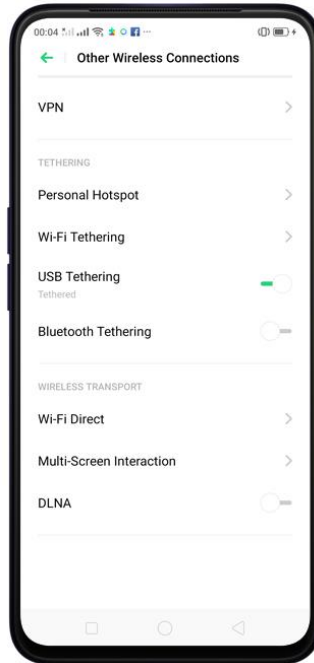 00:04
Other Wireless Connections
VPN
TETHERING
Personal Hotspot
Wi-Fi Tethering
USB Tethering
Tethered
Bluetooth Tethering
WIRELESS TRANSPORT
Wi-Fi Direct
Multi-Screen Interaction
DLNA